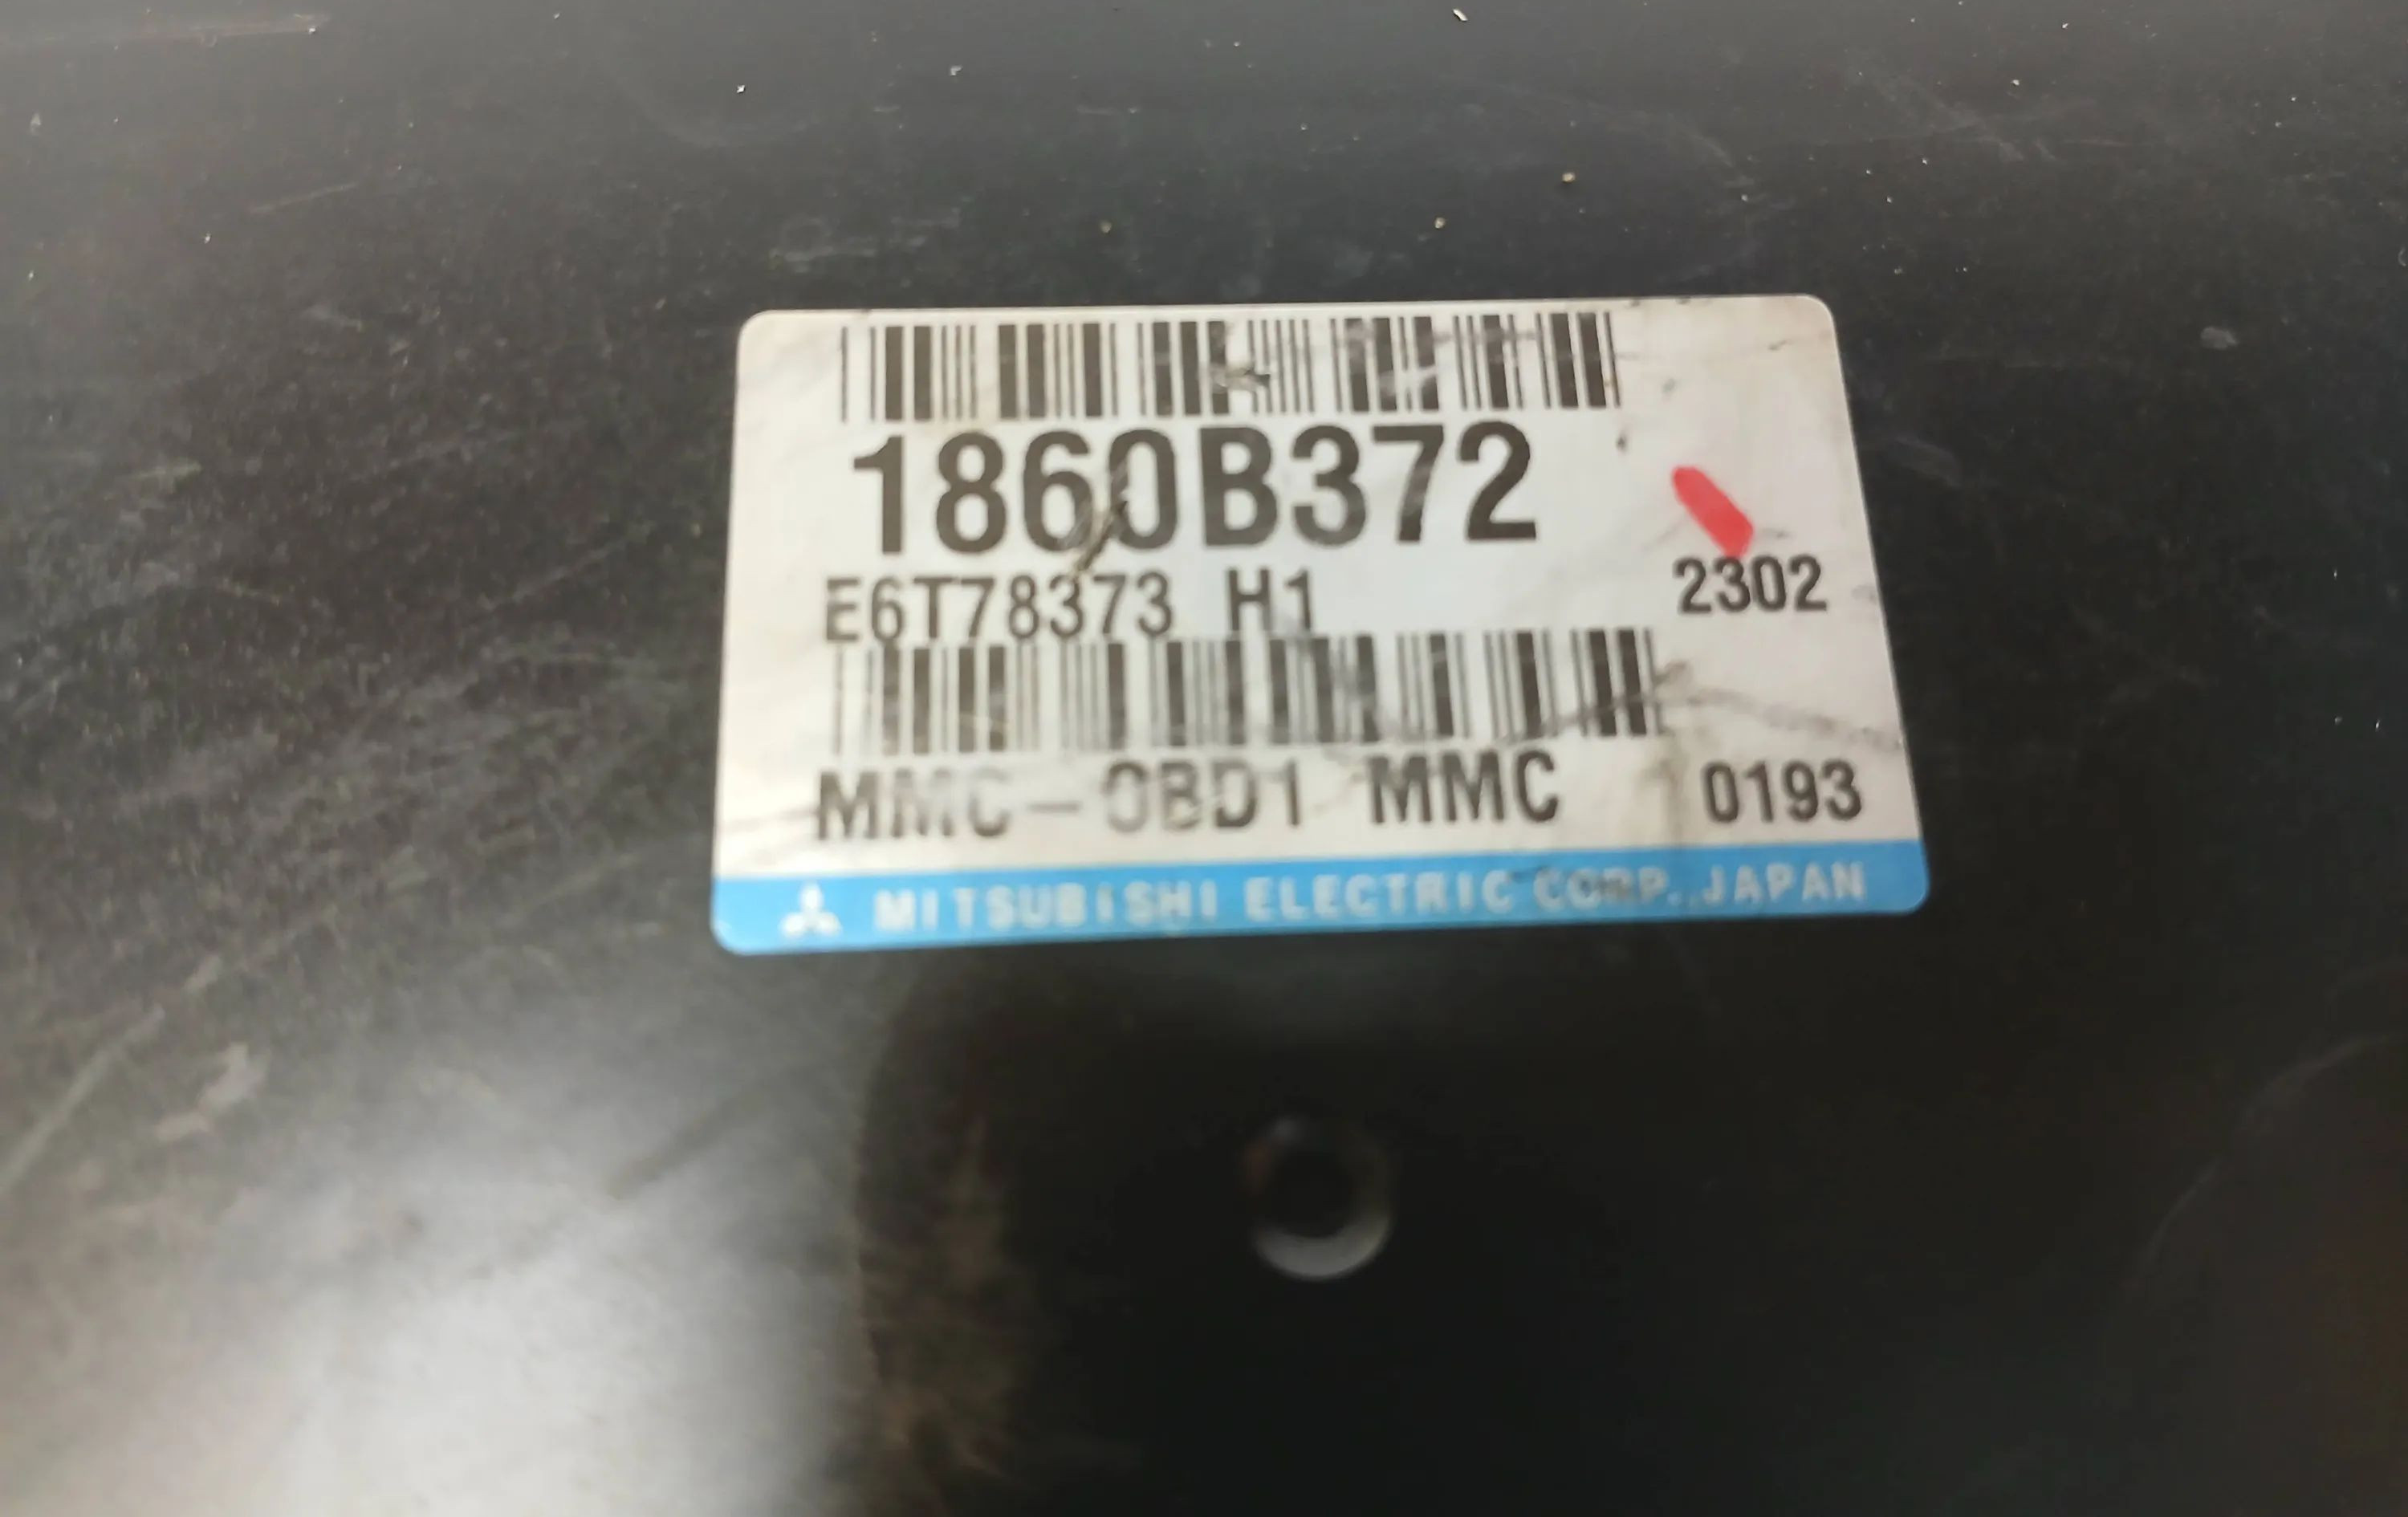 1860B372
E6T78373 H1 2302
MMC-OBD1 MMC 0193
MITSUBISHI ELECTRIC CORP. JAPAN